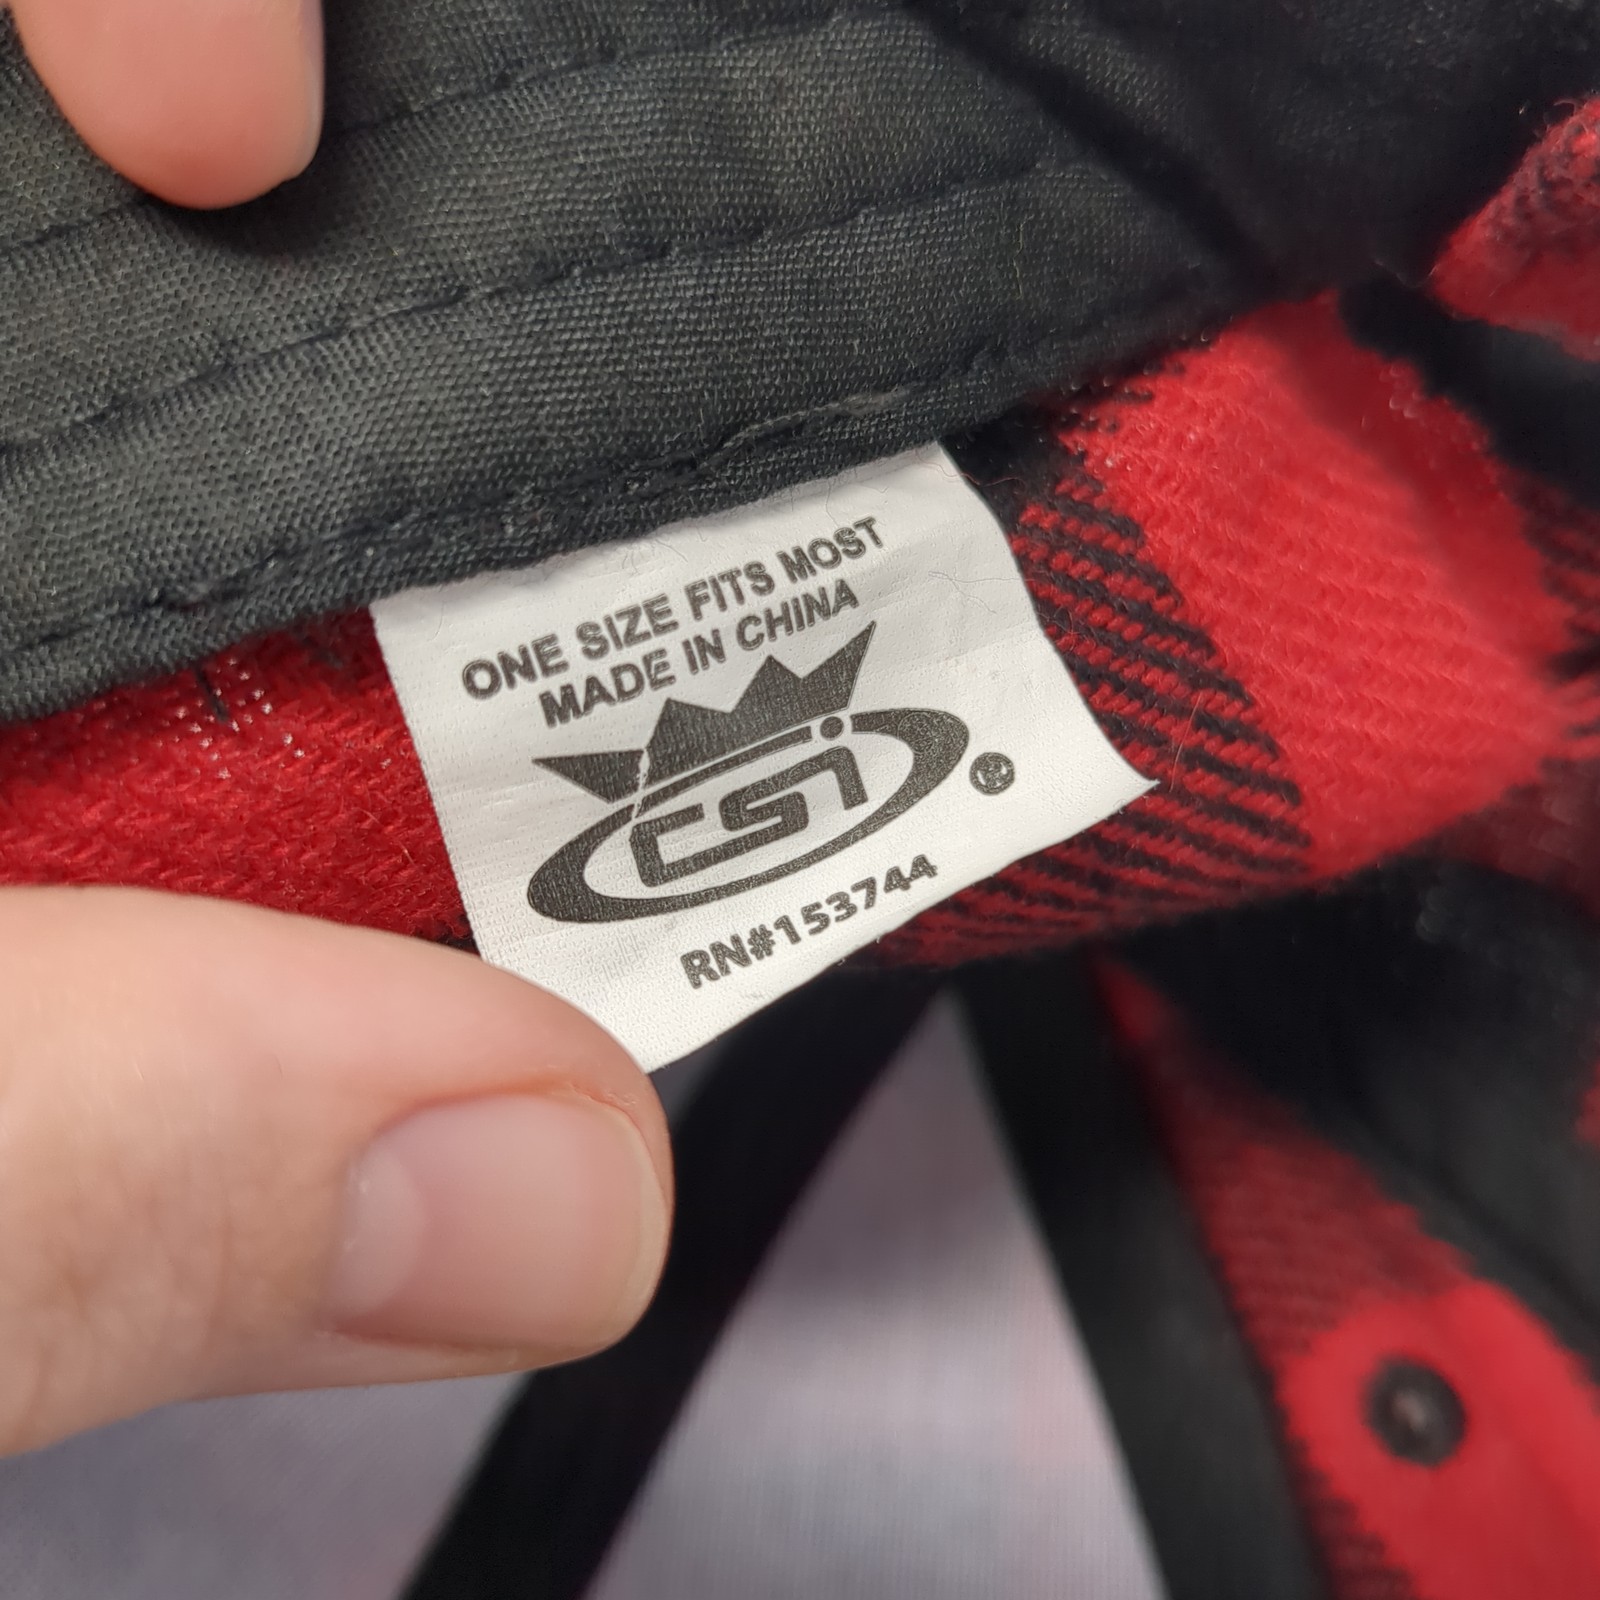 ONE SIZE FITS MOST
MADE IN CHINA
csi®
RN#153744